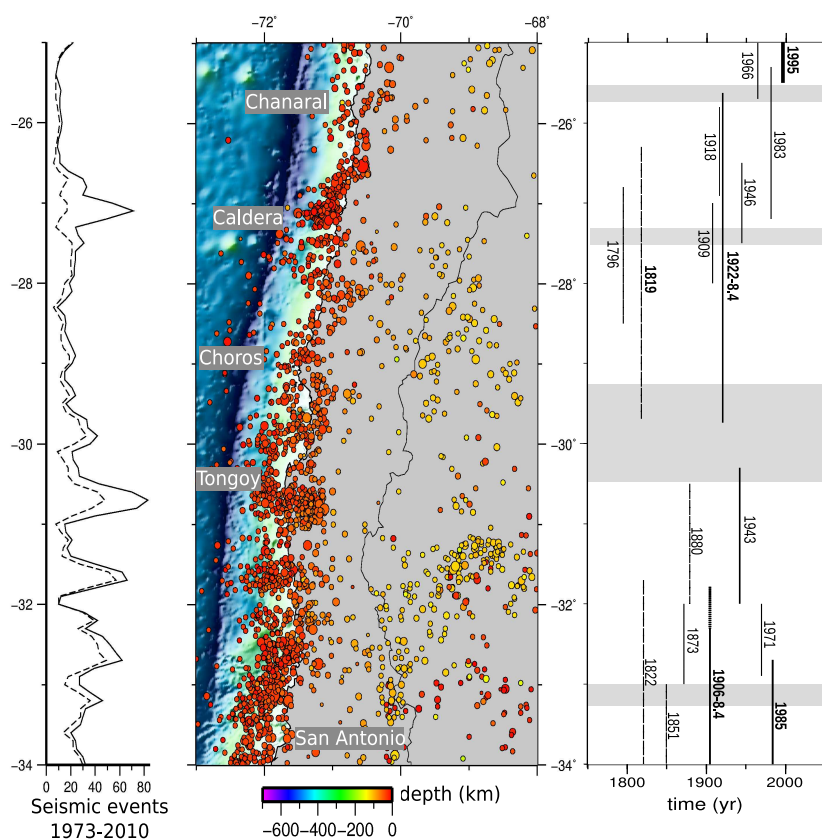 −72˚
−70˚
−68˚
−26
−28
−30
−32
−34
0 20 40 60 80
Seismic events
1973-2010
Chanaral
Caldera
Choros
Tongoy
San Antonio
−600 −400 −200 0
depth (km)
−26˚
−28˚
−30˚
−32˚
−34˚
1966
1995
1918
1983
1946
1796
1819
1909
1922-8.4
1880
1943
1822
1851
1873
1906-8.4
1971
1985
1800 1900 2000
time (yr)